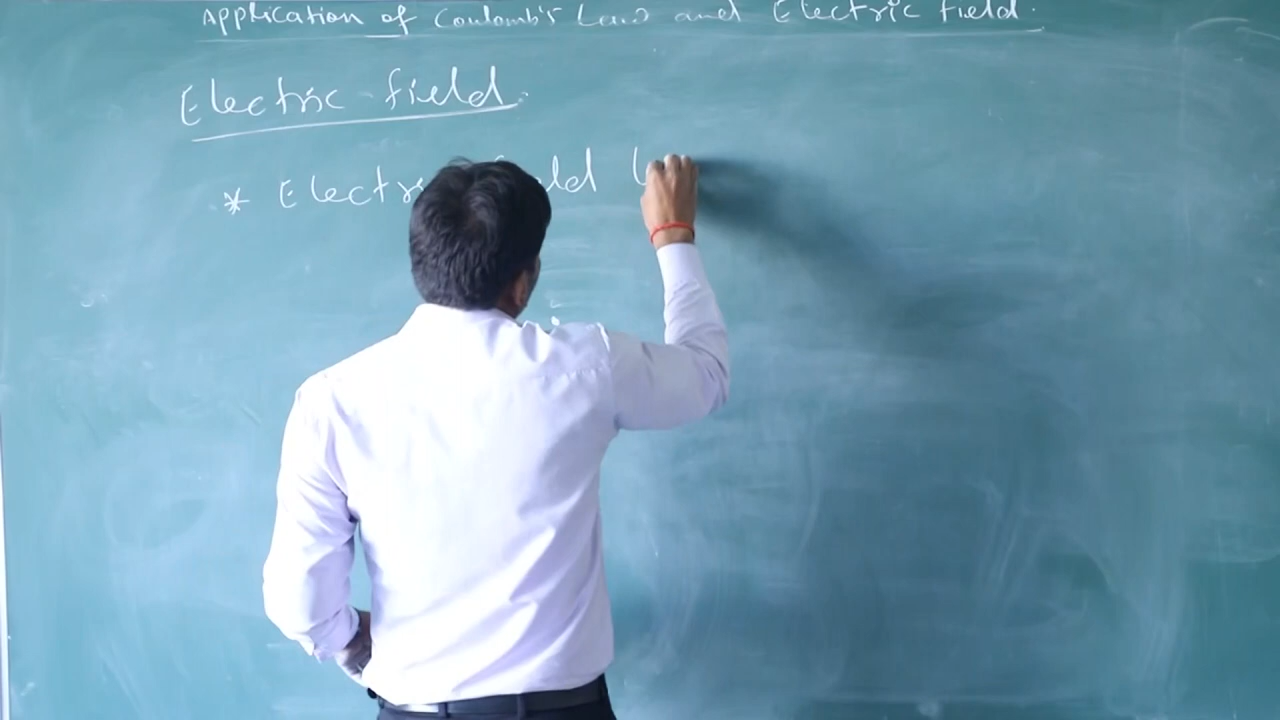 Application of Coulomb's Law and Electric field.
Electric field.
* Electric field